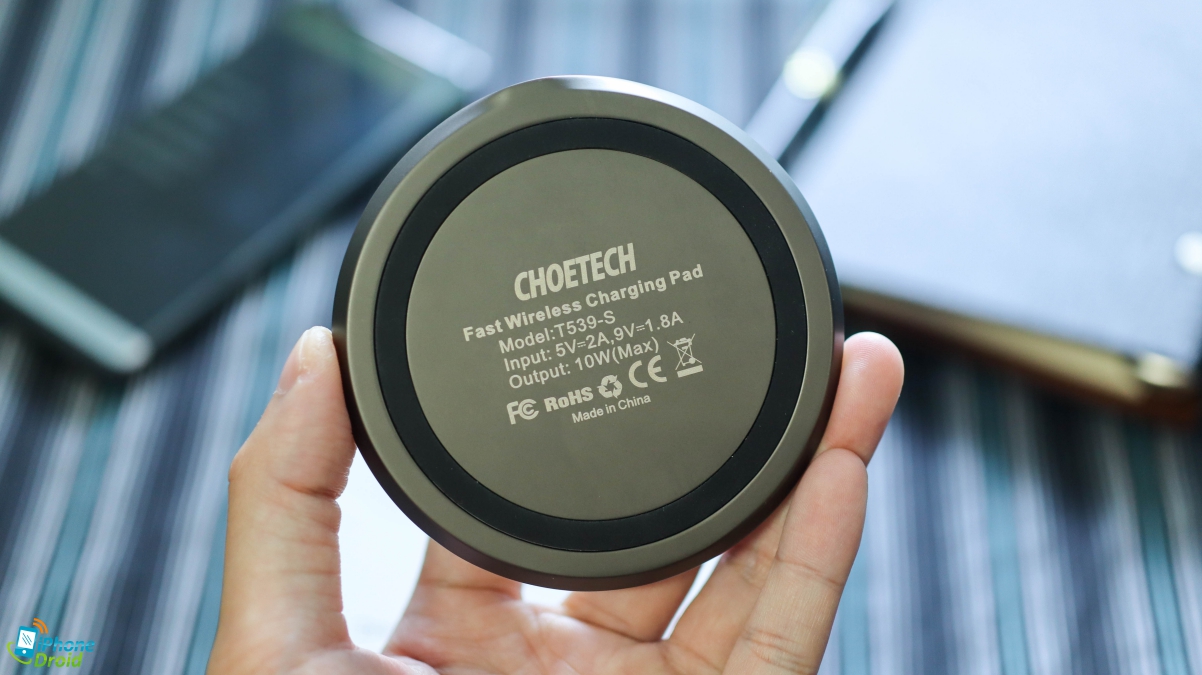 CHOETECH
Fast Wireless Charging Pad
Model:T539-S
Input: 5V=2A,9V=1.8A
Output: 10W(Max)
FC RoHS CE
Made in China
iPhone
Droid